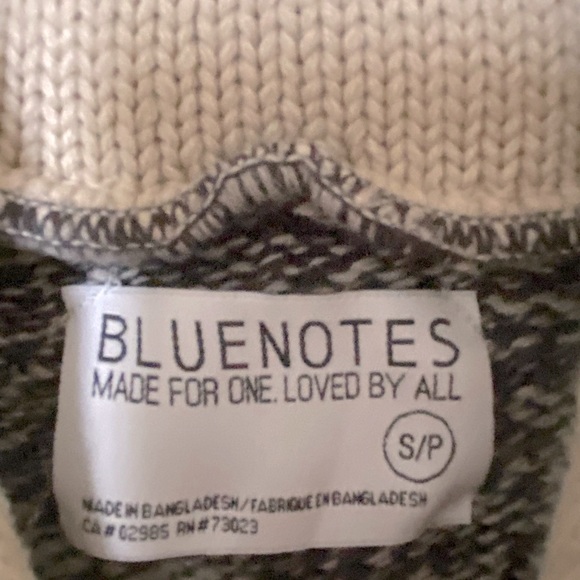 BLUENOTES
MADE FOR ONE. LOVED BY ALL
S/P
MADE IN BANGLADESH/FABRIQUE EN BANGLADESH
CA# 02985 RN#73023